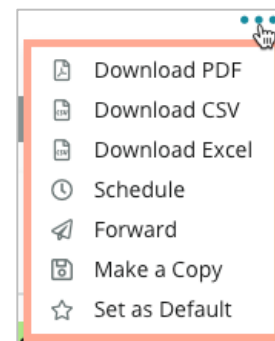 Download PDF
Download CSV
Download Excel
Schedule
Forward
Make a Copy
Set as Default